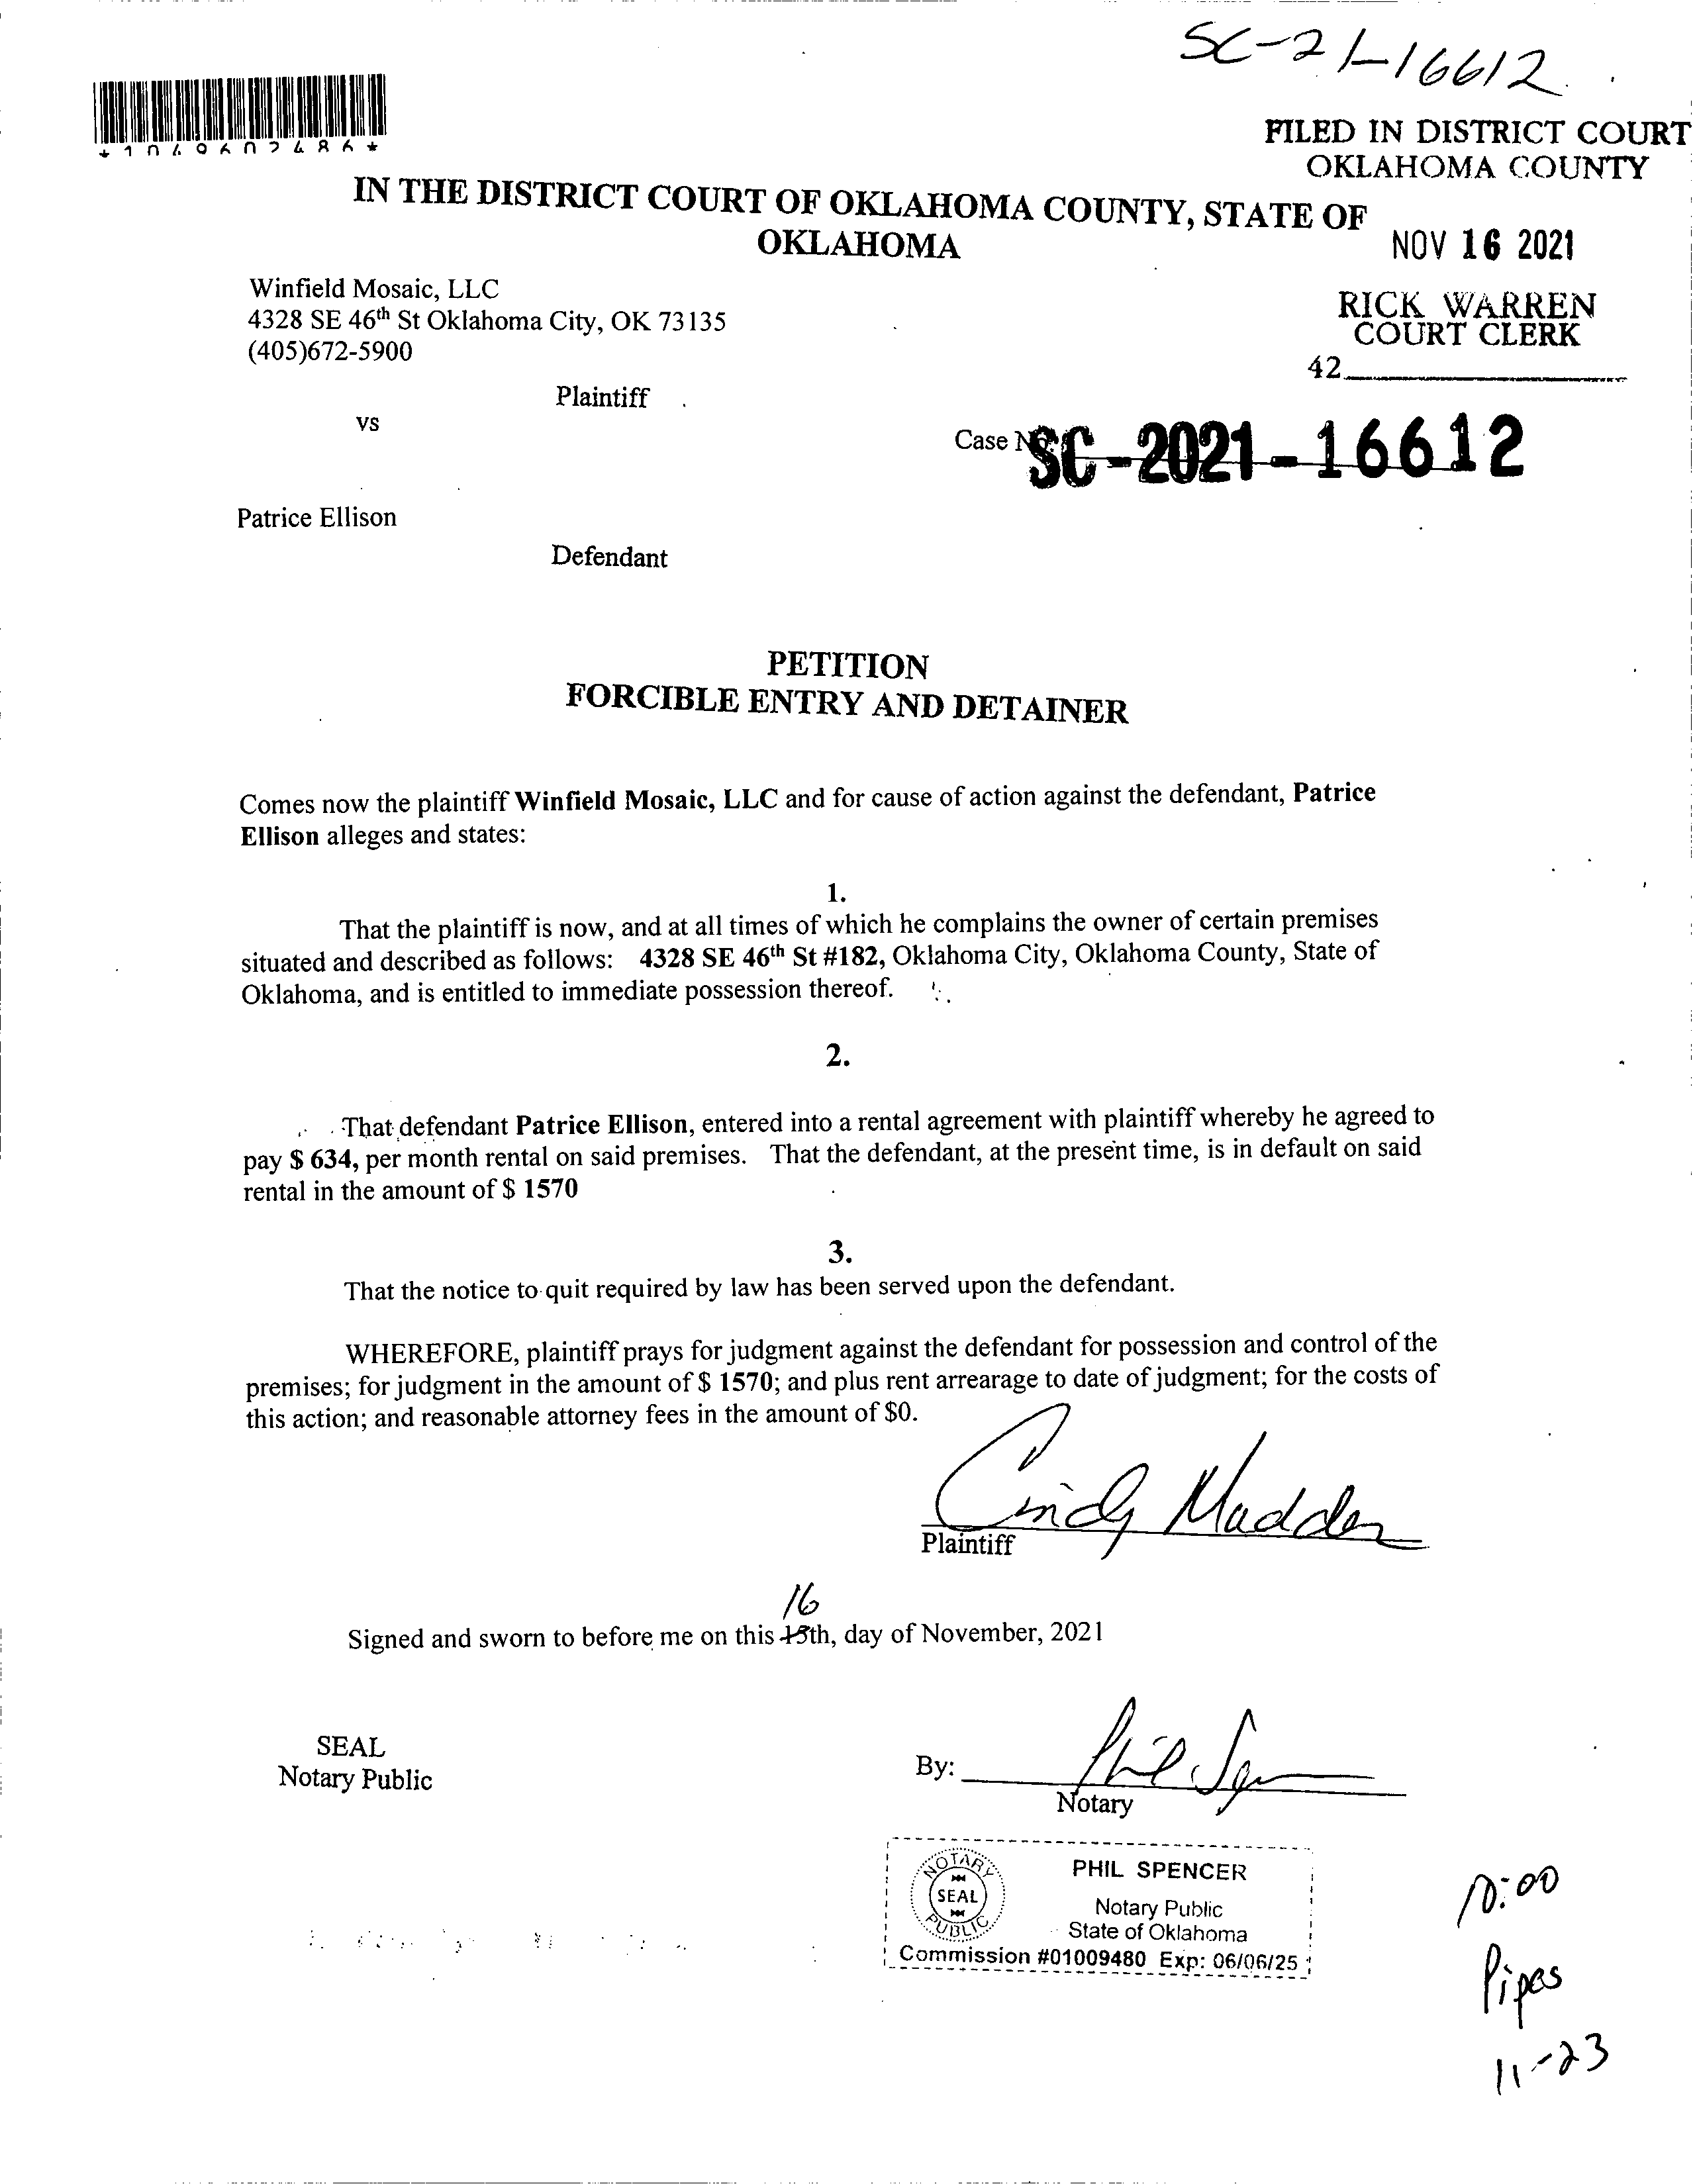 SC-21-16612
*1049602486*
FILED IN DISTRICT COURT
OKLAHOMA COUNTY
IN THE DISTRICT COURT OF OKLAHOMA COUNTY, STATE OF
OKLAHOMA
NOV 16 2021
Winfield Mosaic, LLC
4328 SE 46th St Oklahoma City, OK 73135
(405)672-5900
RICK WARREN
COURT CLERK
42
Plaintiff
vs
Case No. SC-2021-16612
Patrice Ellison
Defendant
PETITION
FORCIBLE ENTRY AND DETAINER
Comes now the plaintiff Winfield Mosaic, LLC and for cause of action against the defendant, Patrice
Ellison alleges and states:
1.
That the plaintiff is now, and at all times of which he complains the owner of certain premises
situated and described as follows: 4328 SE 46th St #182, Oklahoma City, Oklahoma County, State of
Oklahoma, and is entitled to immediate possession thereof.
2.
That defendant Patrice Ellison, entered into a rental agreement with plaintiff whereby he agreed to
pay $ 634, per month rental on said premises. That the defendant, at the present time, is in default on said
rental in the amount of $ 1570
3.
That the notice to quit required by law has been served upon the defendant.
WHEREFORE, plaintiff prays for judgment against the defendant for possession and control of the
premises; for judgment in the amount of $ 1570; and plus rent arrearage to date of judgment; for the costs of
this action; and reasonable attorney fees in the amount of $0.
Cindy Madden
Plaintiff
16
Signed and sworn to before me on this 15th, day of November, 2021
SEAL
Notary Public
By: Phil Spencer
Notary
NOTARY
SEAL
PUBLIC
PHIL SPENCER
Notary Public
State of Oklahoma
Commission #01009480 Exp: 06/06/25
Pipes
11-23